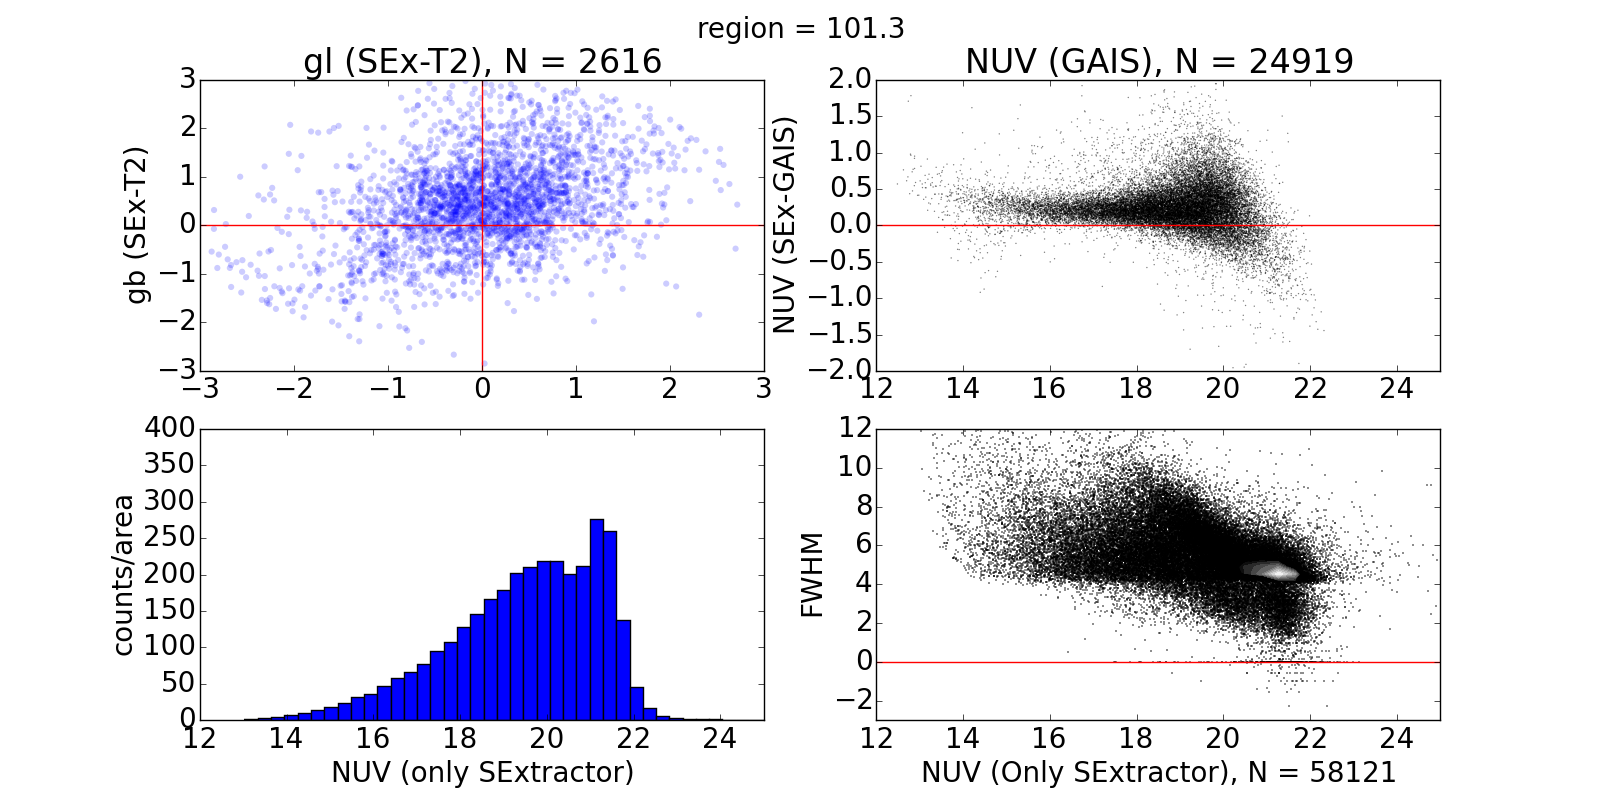 region = 101.3
gl (SEx-T2), N = 2616
NUV (GAIS), N = 24919
gb (SEx-T2)
3
2
1
0
−1
−2
−3
−3 −2 −1 0 1 2 3
NUV (SEx-GAIS)
2.0
1.5
1.0
0.5
0.0
−0.5
−1.0
−1.5
−2.0
12 14 16 18 20 22 24
counts/area
400
350
300
250
200
150
100
50
0
12 14 16 18 20 22 24
NUV (only SExtractor)
FWHM
12
10
8
6
4
2
0
−2
12 14 16 18 20 22 24
NUV (Only SExtractor), N = 58121